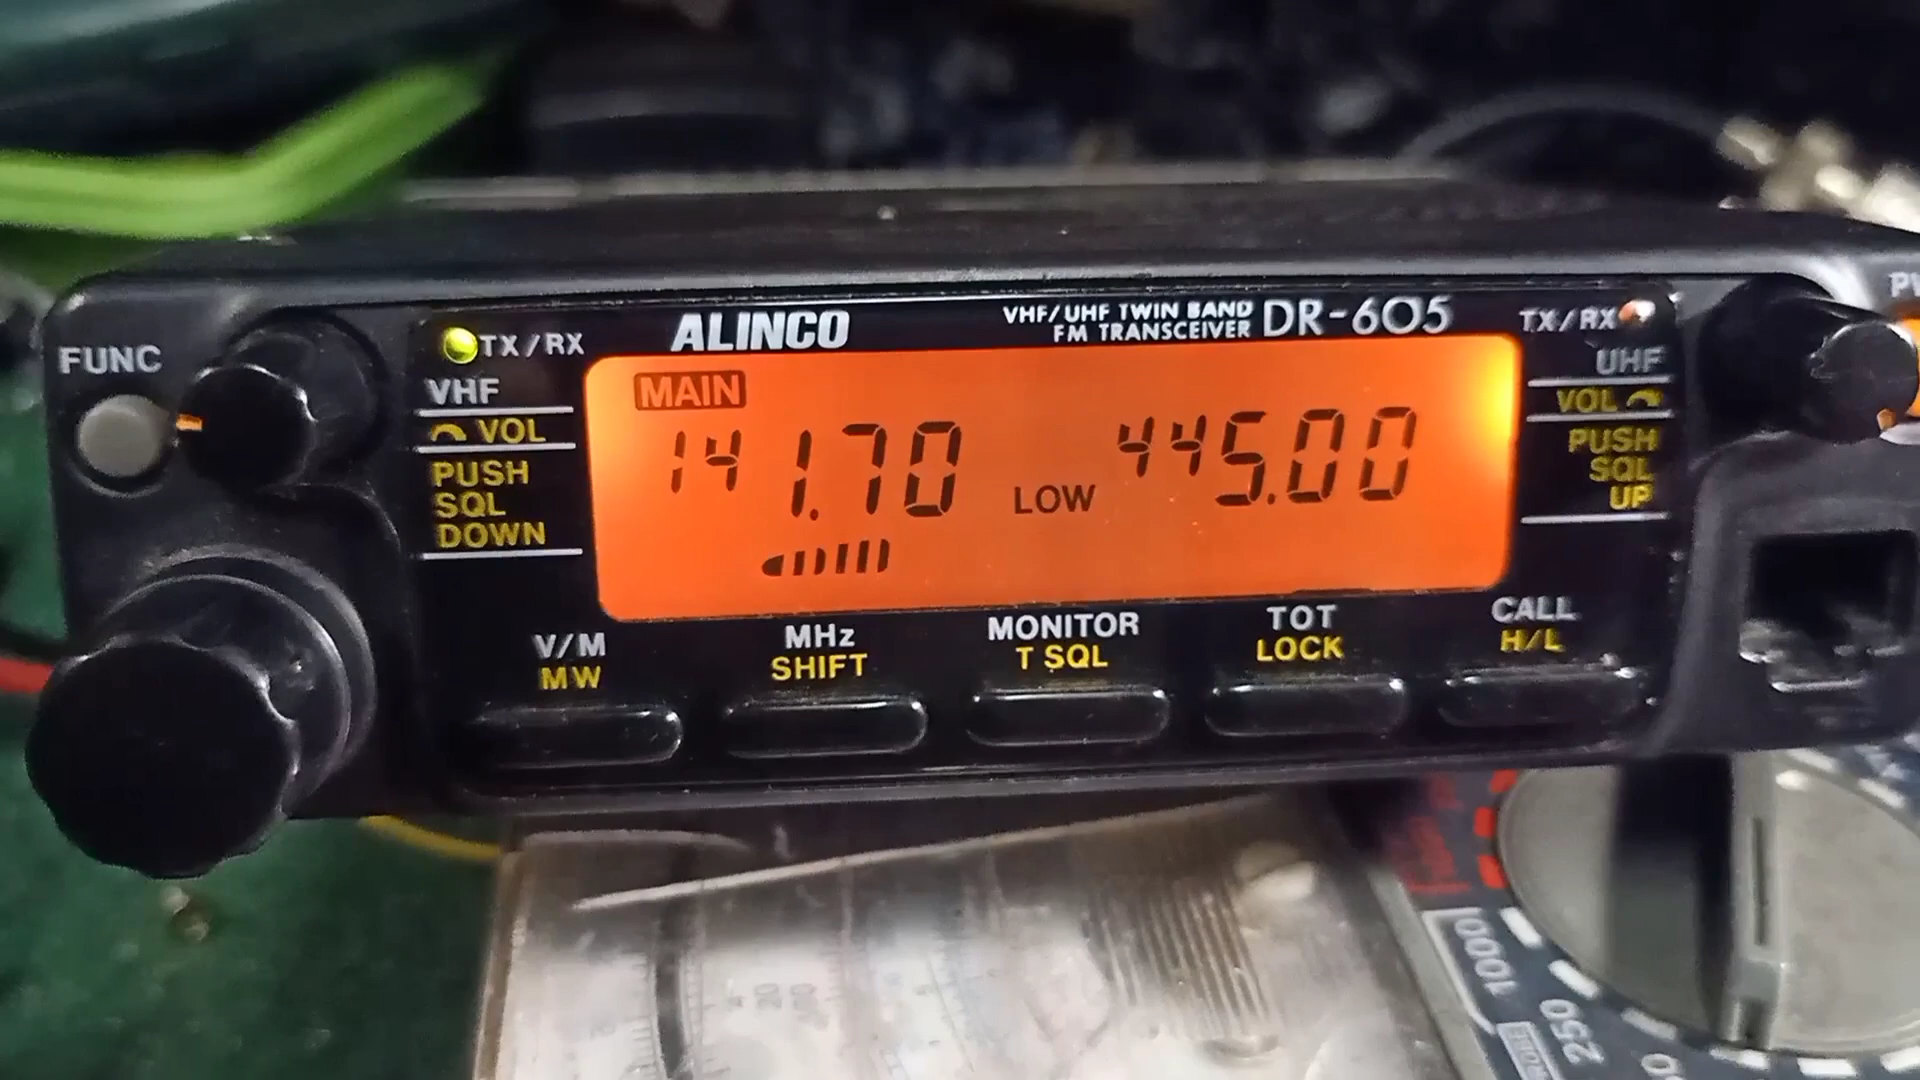 FUNC
TX/RX
VHF
VOL
PUSH
SQL
DOWN
ALINCO
VHF/UHF TWIN BAND
FM TRANSCEIVER
DR-605
TX/RX
UHF
VOL
PUSH
SQL
UP
MAIN
141.70
LOW
445.00
V/M
MW
MHz
SHIFT
MONITOR
T SQL
TOT
LOCK
CALL
H/L
1000
250